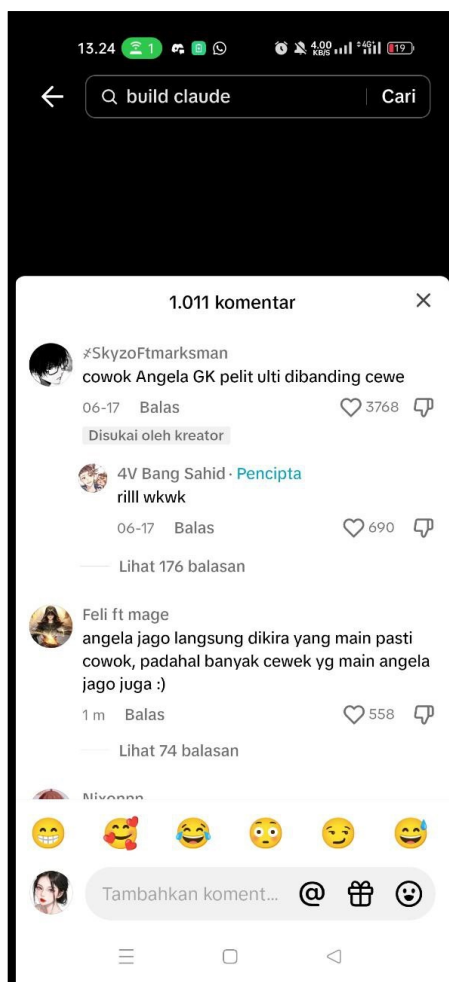 13.24 1 4.00 KB/S 4G 19
build claude Cari
1.011 komentar
҂SkyzoFtmarksman
cowok Angela GK pelit ulti dibanding cewe
06-17 Balas 3768
Disukai oleh kreator
4V Bang Sahid · Pencipta
rilll wkwk
06-17 Balas 690
Lihat 176 balasan
Feli ft mage
angela jago langsung dikira yang main pasti
cowok, padahal banyak cewek yg main angela
jago juga :)
1 m Balas 558
Lihat 74 balasan
Nixonnn
Tambahkan koment... @